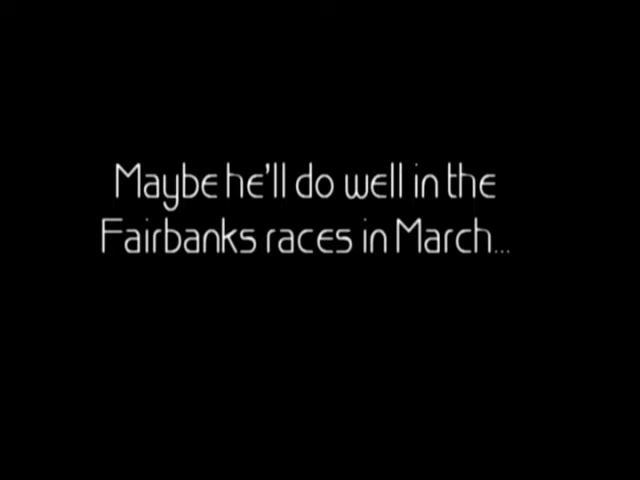 Maybe he'll do well in the
Fairbanks races in March...